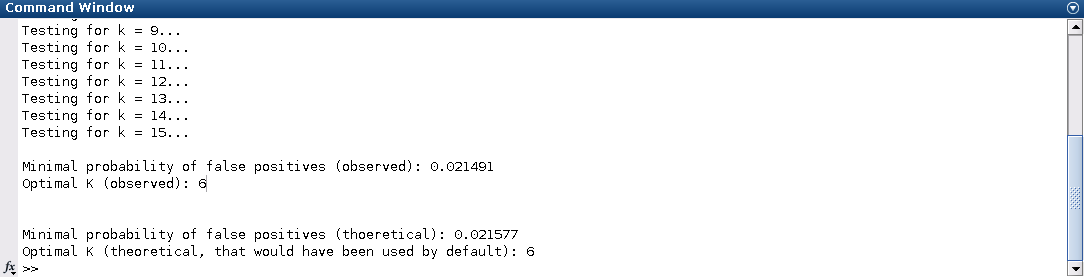 Command Window
Testing for k = 9...
Testing for k = 10...
Testing for k = 11...
Testing for k = 12...
Testing for k = 13...
Testing for k = 14...
Testing for k = 15...
Minimal probability of false positives (observed): 0.021491
Optimal K (observed): 6
Minimal probability of false positives (thoeretical): 0.021577
Optimal K (theoretical, that would have been used by default): 6
fx >>